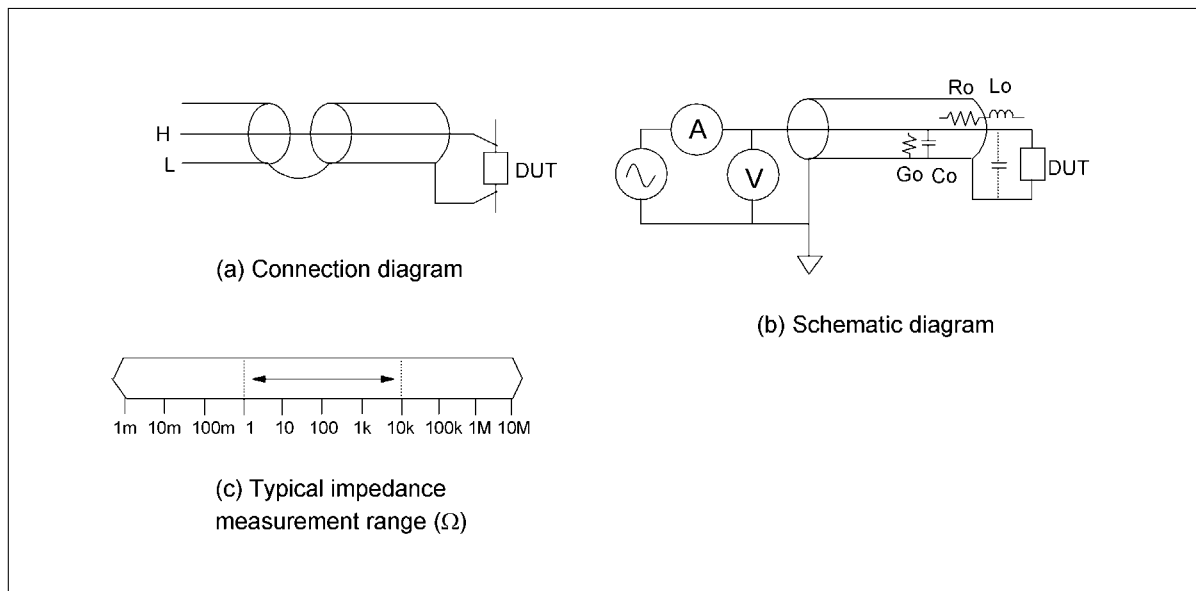 H
L
DUT
(a) Connection diagram
Ro Lo
A
V
Go Co
DUT
(b) Schematic diagram
1m 10m 100m 1 10 100 1k 10k 100k 1M 10M
(c) Typical impedance
measurement range (Ω)